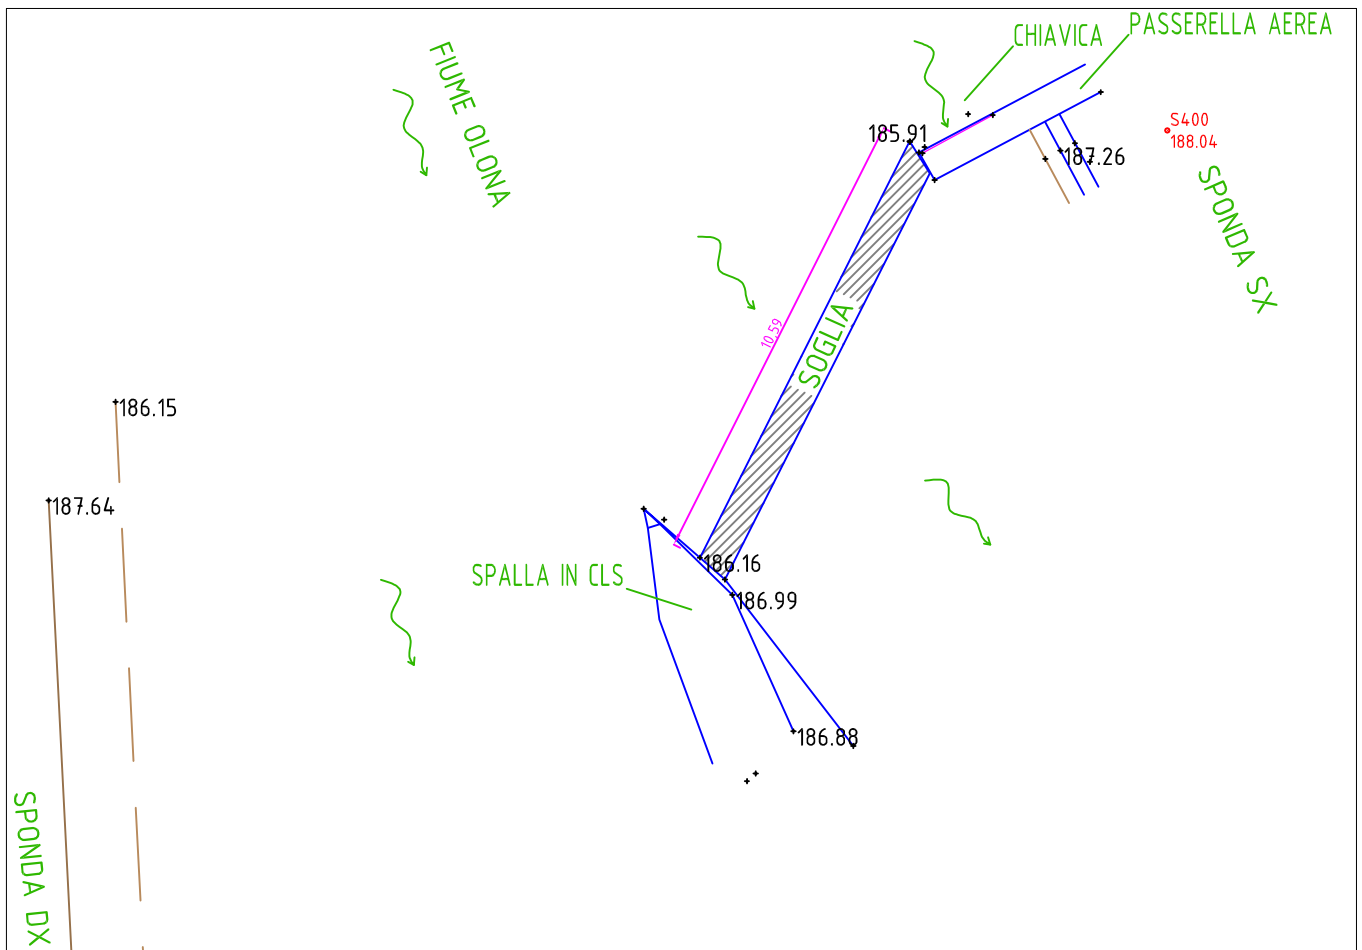 PASSERELLA AEREA
CHIAVICA
FIUME OLONA
S400
188.04
185.91
187.26
SPONDA SX
10.59
SOGLIA
186.15
187.64
186.16
SPALLA IN CLS
186.99
186.88
SPONDA DX